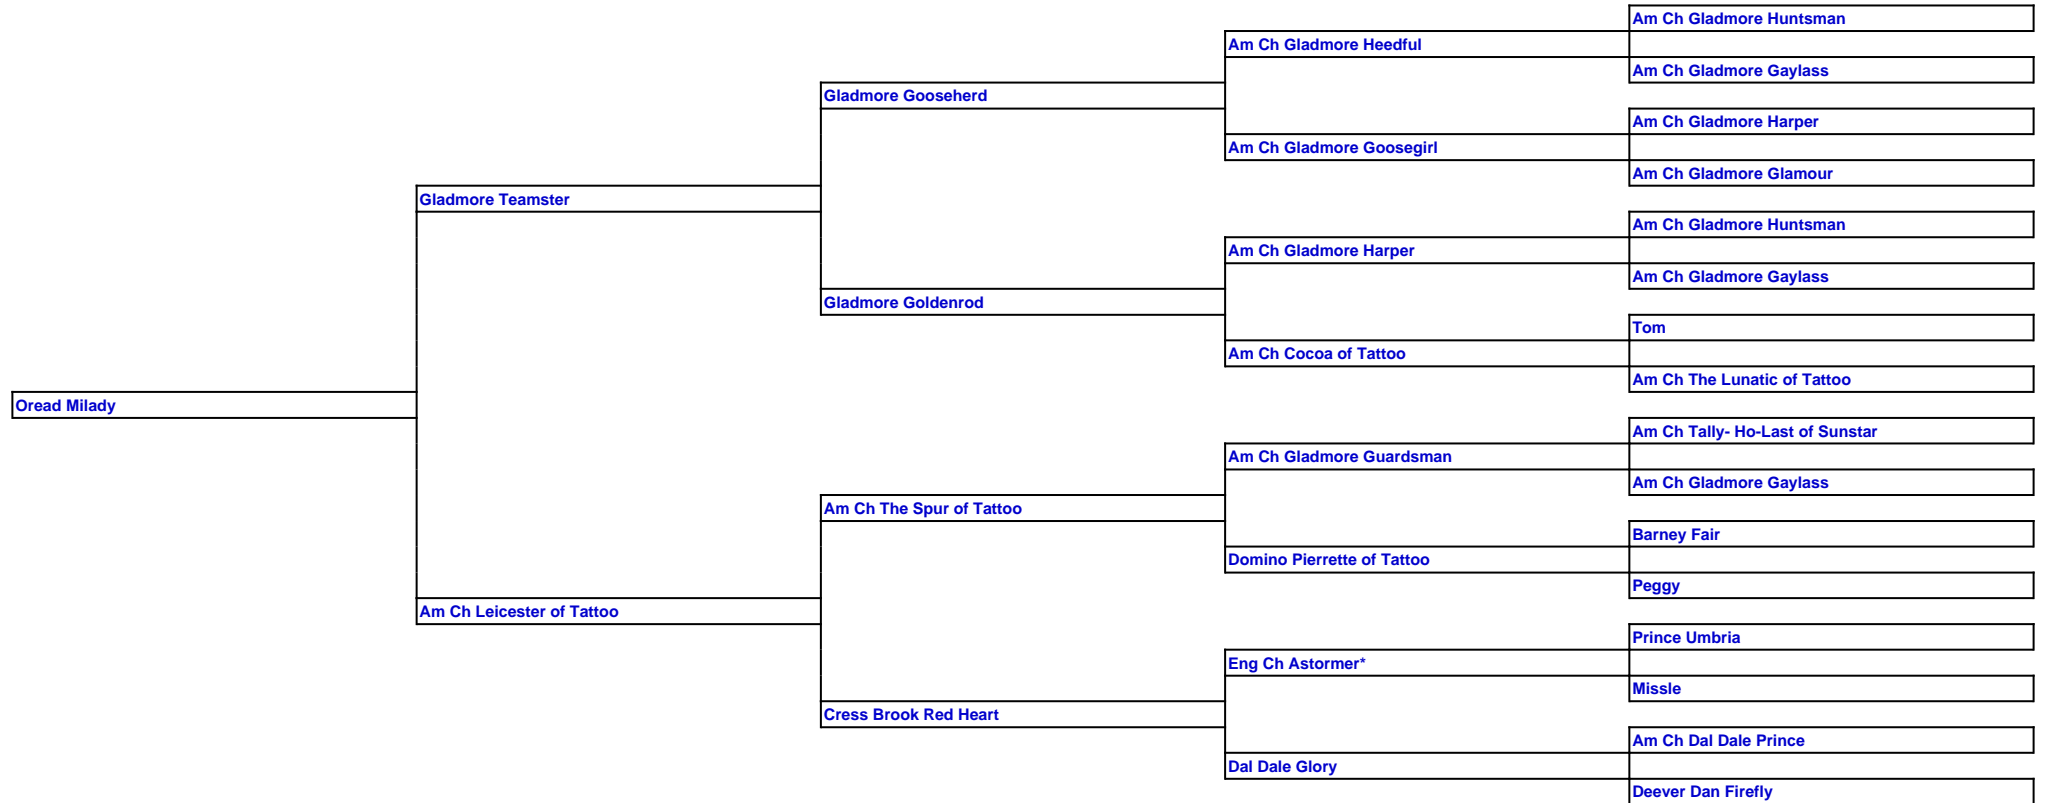 Am Ch Gladmore Huntsman
Am Ch Gladmore Heedful
Am Ch Gladmore Gaylass
Gladmore Gooseherd
Am Ch Gladmore Harper
Am Ch Gladmore Goosegirl
Am Ch Gladmore Glamour
Gladmore Teamster
Am Ch Gladmore Huntsman
Am Ch Gladmore Harper
Am Ch Gladmore Gaylass
Gladmore Goldenrod
Tom
Am Ch Cocoa of Tattoo
Am Ch The Lunatic of Tattoo
Oread Milady
Am Ch Tally- Ho-Last of Sunstar
Am Ch Gladmore Guardsman
Am Ch Gladmore Gaylass
Am Ch The Spur of Tattoo
Barney Fair
Domino Pierrette of Tattoo
Peggy
Am Ch Leicester of Tattoo
Prince Umbria
Eng Ch Astormer*
Missle
Cress Brook Red Heart
Am Ch Dal Dale Prince
Dal Dale Glory
Deever Dan Firefly